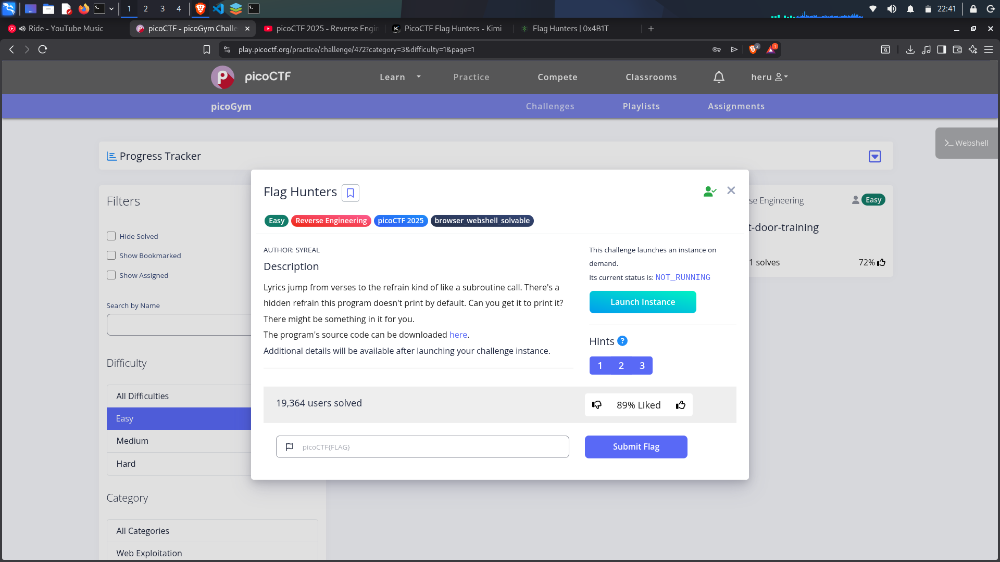 1 2 3 4 22:41
Ride - YouTube Music picoCTF - picoGym Challe picoCTF 2025 - Reverse Engin PicoCTF Flag Hunters - Kimi Flag Hunters | 0x4B1T
play.picoctf.org/practice/challenge/472?category=3&difficulty=1&page=1 2 1
picoCTF Learn Practice Compete Classrooms heru
picoGym Challenges Playlists Assignments
Webshell
Progress Tracker
Filters
Hide Solved
Show Bookmarked
Show Assigned
Search by Name
Difficulty
All Difficulties
Easy
Medium
Hard
Category
All Categories
Web Exploitation
Flag Hunters
Easy Reverse Engineering picoCTF 2025 browser_webshell_solvable
AUTHOR: SYREAL
Description
Lyrics jump from verses to the refrain kind of like a subroutine call. There's a
hidden refrain this program doesn't print by default. Can you get it to print it?
There might be something in it for you.
The program's source code can be downloaded here.
Additional details will be available after launching your challenge instance.
This challenge launches an instance on
demand.
Its current status is: NOT_RUNNING
Launch Instance
Hints ?
1 2 3
19,364 users solved
89% Liked
picoCTF{FLAG}
Submit Flag
se Engineering Easy
t-door-training
1 solves 72%